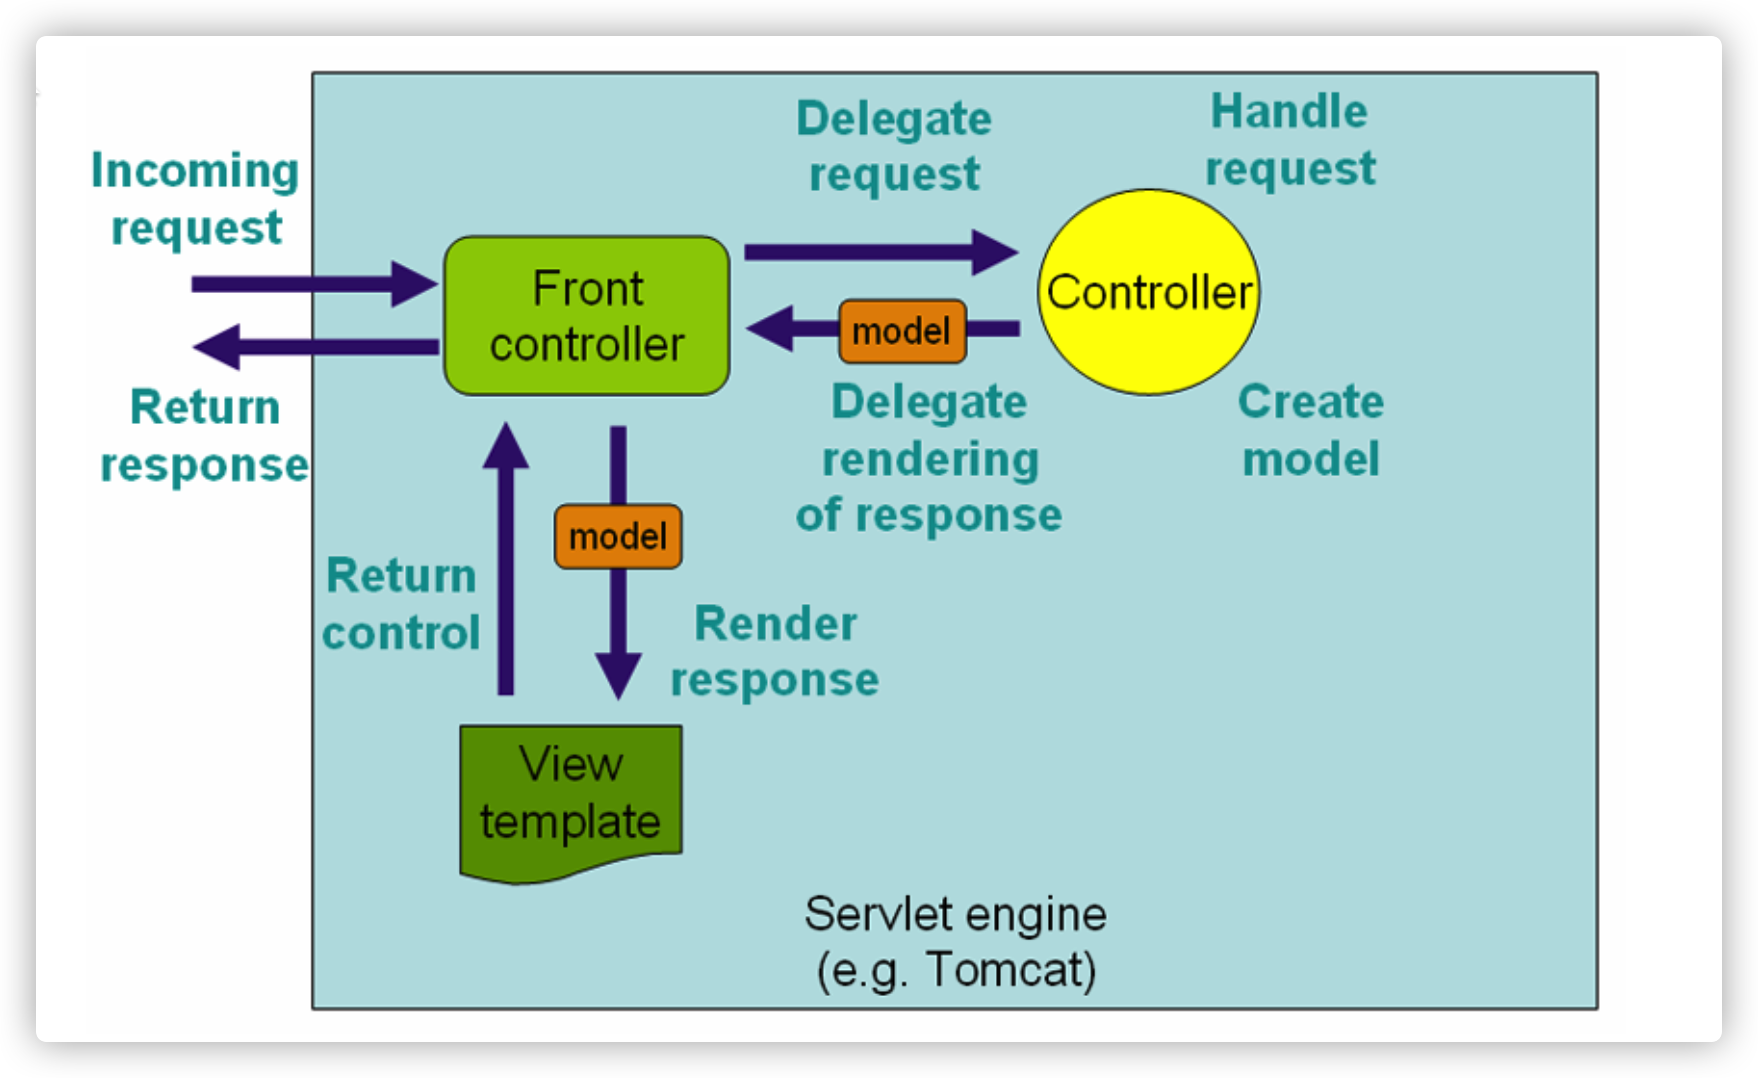 Incoming
request
Return
response
Front
controller
Delegate
request
Handle
request
Controller
model
Delegate
rendering
of response
Create
model
model
Return
control
Render
response
View
template
Servlet engine
(e.g. Tomcat)